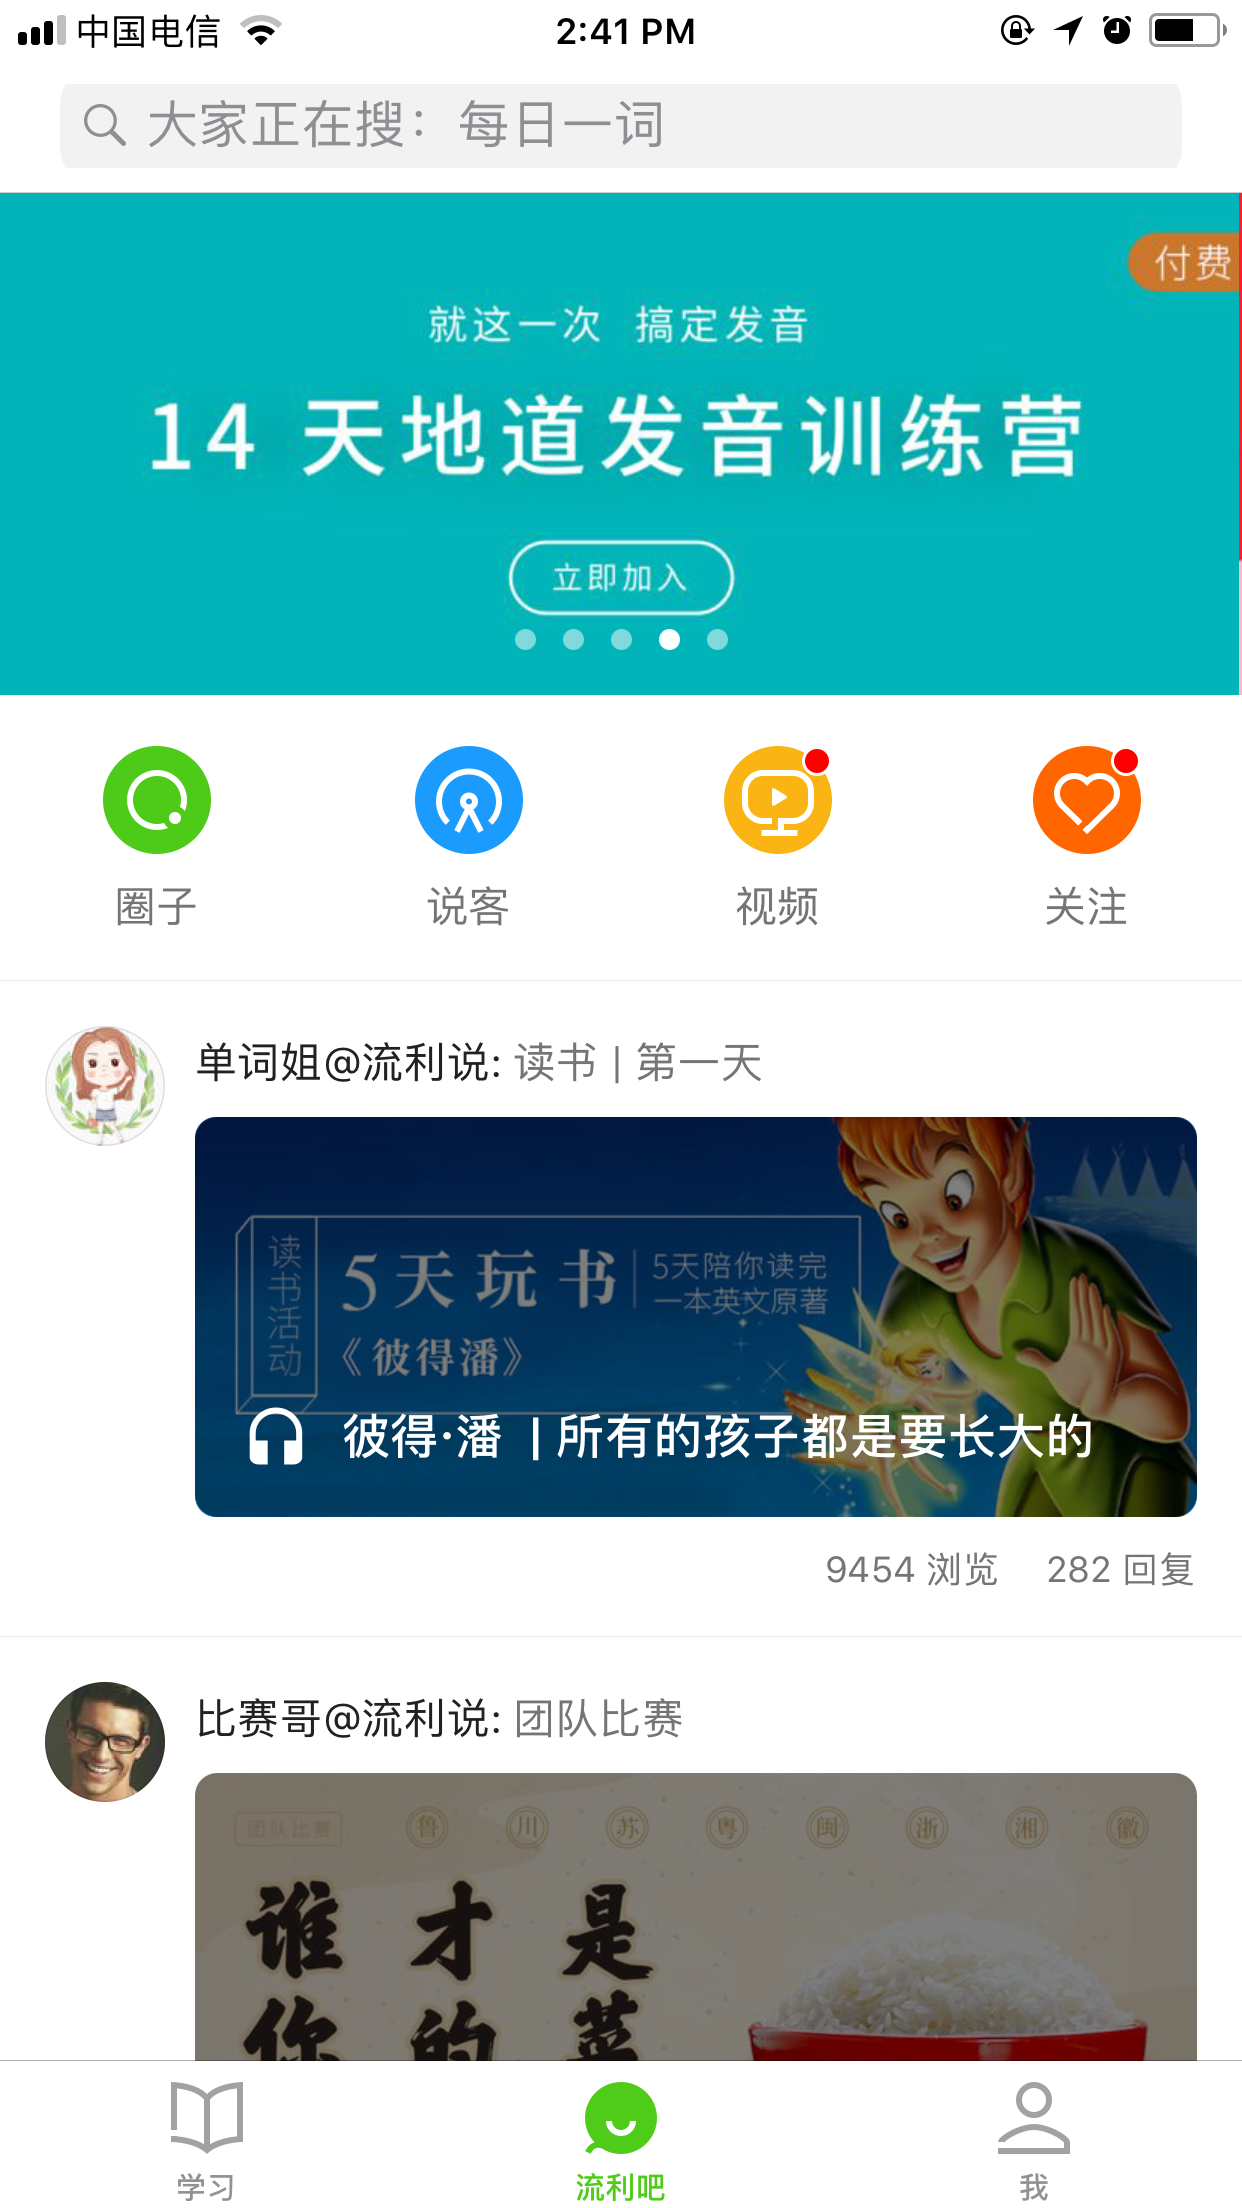 中国电信
2:41 PM
大家正在搜：每日一词
付费
就这一次 搞定发音
14 天地道发音训练营
立即加入
圈子
说客
视频
关注
单词姐@流利说: 读书 | 第一天
读书活动
5天玩书
5天陪你读完
一本英文原著
《彼得潘》
彼得·潘 | 所有的孩子都是要长大的
9454 浏览 282 回复
比赛哥@流利说: 团队比赛
团队比赛 鲁 川 苏 粤 闽 浙 湘 徽
谁才是
你的菜
学习
流利吧
我